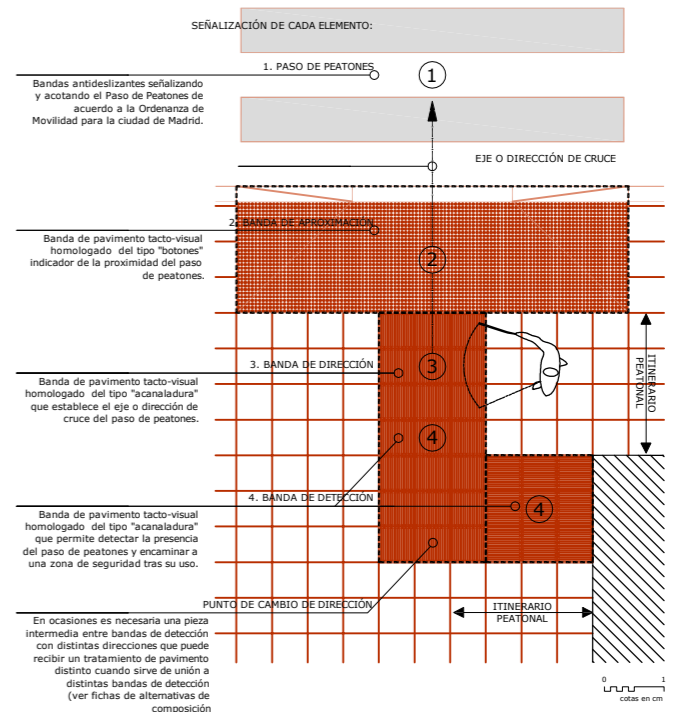 SEÑALIZACIÓN DE CADA ELEMENTO:
1. PASO DE PEATONES
1
Bandas antideslizantes señalizando
y acotando el Paso de Peatones de
acuerdo a la Ordenanza de
Movilidad para la ciudad de Madrid.
EJE O DIRECCIÓN DE CRUCE
2. BANDA DE APROXIMACIÓN
Banda de pavimento tacto-visual
homologado del tipo "botones"
indicador de la proximidad del paso
de peatones.
2
3. BANDA DE DIRECCIÓN
3
ITINERARIO
PEATONAL
Banda de pavimento tacto-visual
homologado del tipo "acanaladura"
que establece el eje o dirección de
cruce del paso de peatones.
4
4. BANDA DE DETECCIÓN
4
Banda de pavimento tacto-visual
homologado del tipo "acanaladura"
que permite detectar la presencia
del paso de peatones y encaminar a
una zona de seguridad tras su uso.
PUNTO DE CAMBIO DE DIRECCIÓN
ITINERARIO
PEATONAL
En ocasiones es necesaria una pieza
intermedia entre bandas de detección
con distintas direcciones que puede
recibir un tratamiento de pavimento
distinto cuando sirve de unión a
distintas bandas de detección
(ver fichas de alternativas de
composición
0 1
cotas en cm